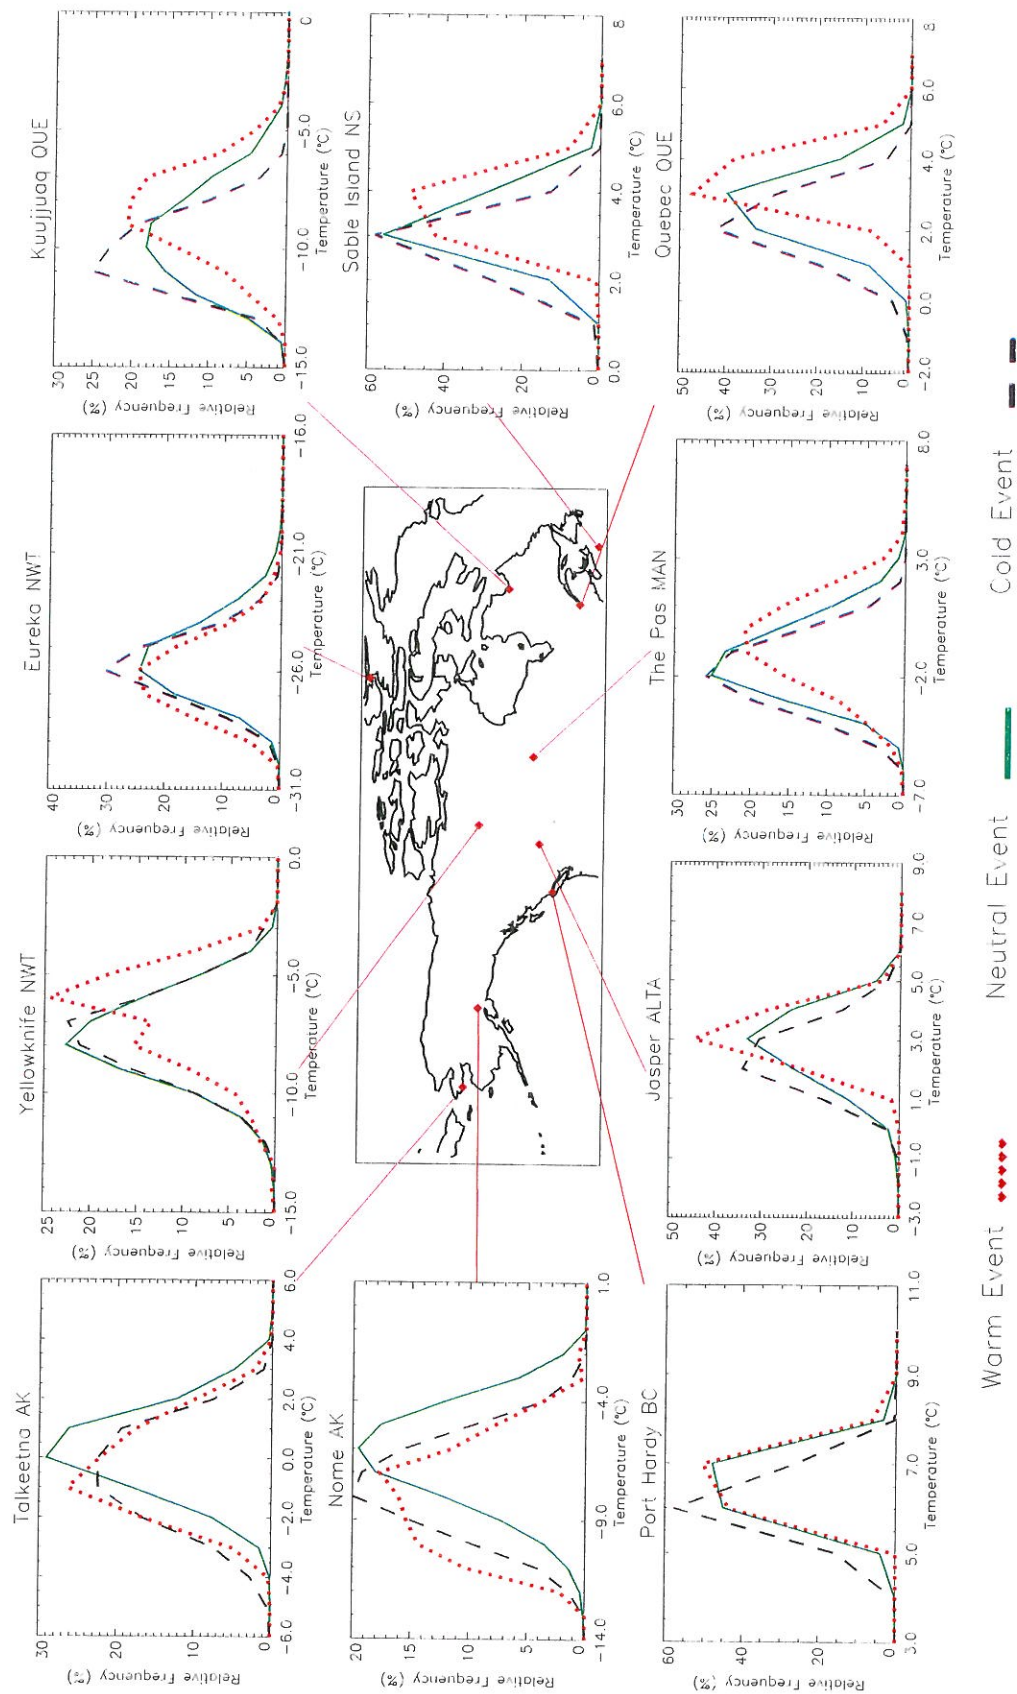 Talkeetna AK
Relative Frequency (%)
30
20
10
0
-6.0 -4.0 -2.0 0.0 2.0 4.0 6.0
Temperature (°C)
Yellowknife NWT
Relative Frequency (%)
25
20
15
10
5
0
-15.0 -10.0 -5.0 0.0
Temperature (°C)
Eureka NWT
Relative Frequency (%)
40
30
20
10
0
-31.0 -26.0 -21.0 -16.0
Temperature (°C)
Kuujjuaq QUE
Relative Frequency (%)
30
25
20
15
10
5
0
-15.0 -10.0 -5.0 0
Temperature (°C)
Nome AK
Relative Frequency (%)
20
15
10
5
0
-14.0 -9.0 -4.0 1.0
Temperature (°C)
Sable Island NS
Relative Frequency (%)
60
40
30
20
10
0
0.0 2.0 4.0 6.0 8
Temperature (°C)
Port Hardy BC
Relative Frequency (%)
60
40
30
20
10
0
3.0 5.0 7.0 9.0 11.0
Temperature (°C)
Jasper ALTA
Relative Frequency (%)
50
40
30
20
10
0
-3.0 -1.0 1.0 3.0 5.0 7.0 9.0
Temperature (°C)
The Pas MAN
Relative Frequency (%)
30
25
20
15
10
5
0
-7.0 -2.0 3.0 8.0
Temperature (°C)
Quebec QUE
Relative Frequency (%)
50
40
30
20
10
0
-2.0 0.0 2.0 4.0 6.0 8
Temperature (°C)
Warm Event Neutral Event Cold Event